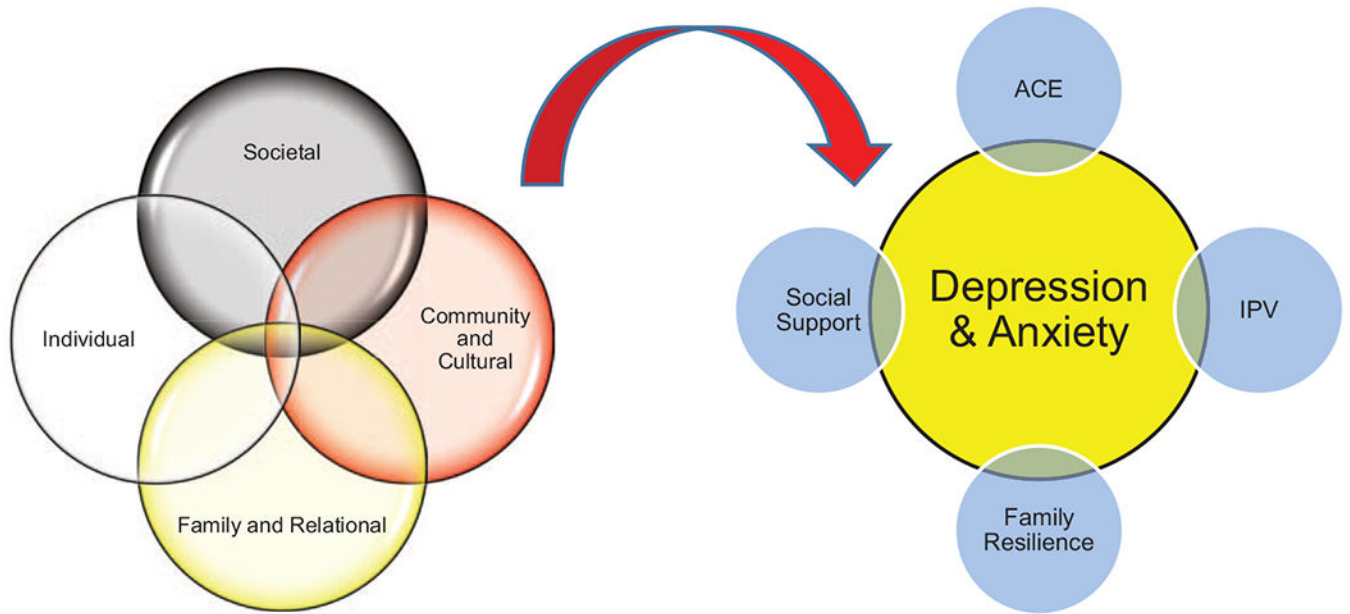 Societal
Individual
Community
and
Cultural
Family and Relational
ACE
Social
Support
Depression
& Anxiety
IPV
Family
Resilience